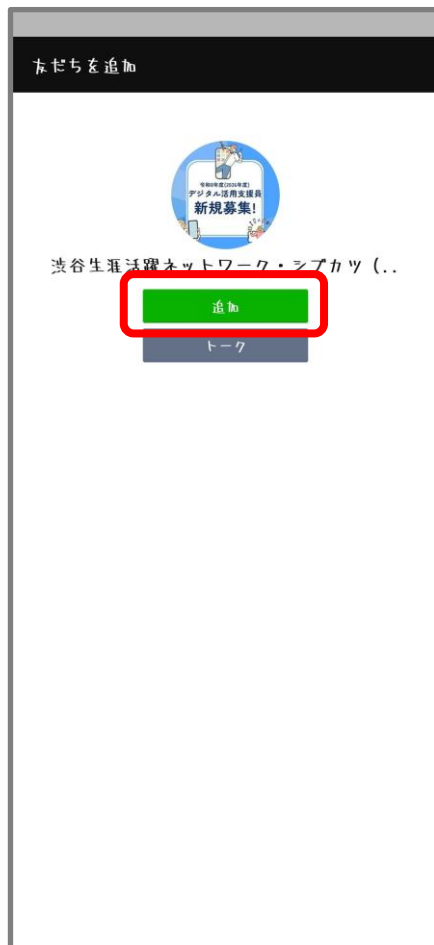 友だちを追加
令和8年度(2026年度)
デジタル活用支援員
新規募集!
渋谷生涯活躍ネットワーク・シブカツ (..
追加
トーク